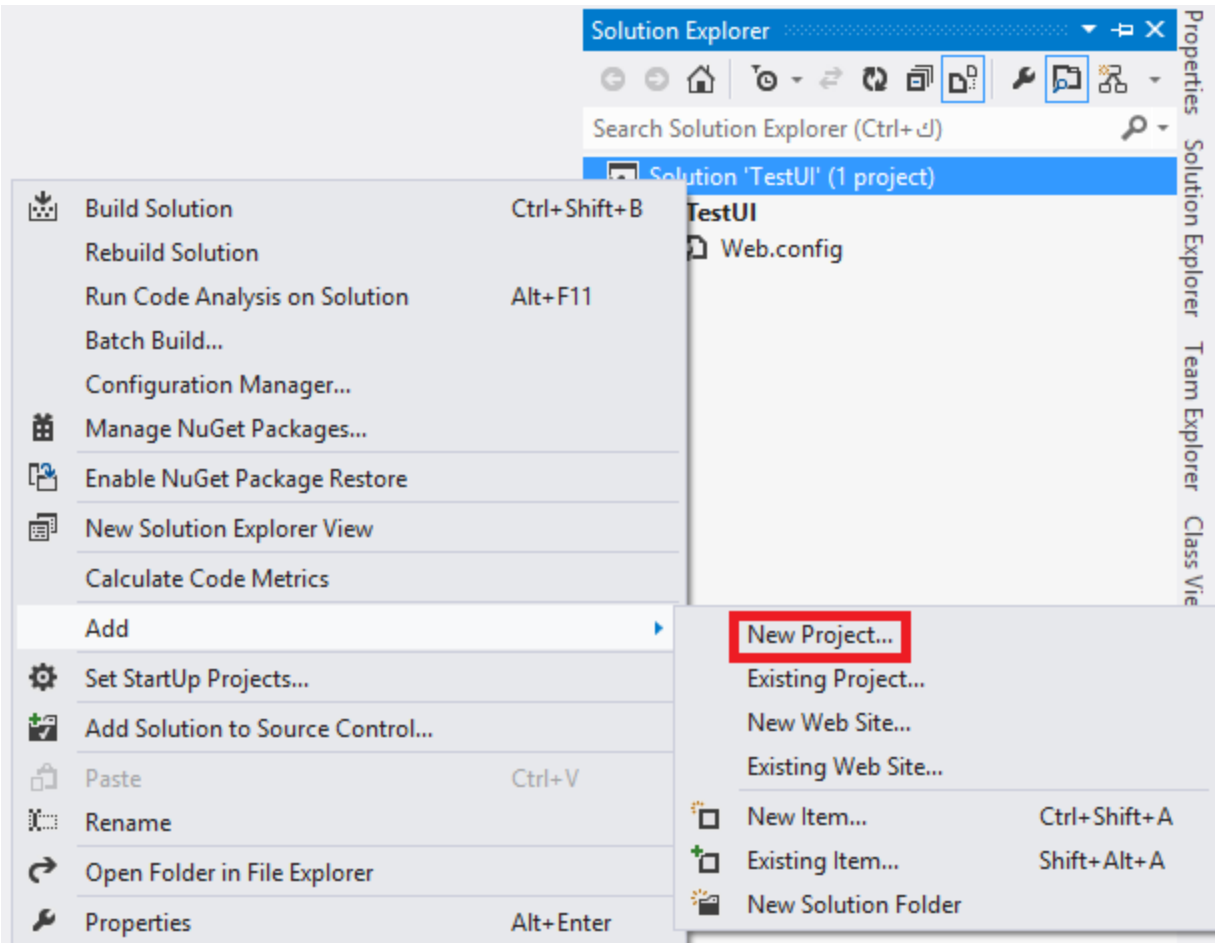 Solution Explorer
Search Solution Explorer (Ctrl+ك)
Solution 'TestUI' (1 project)
TestUI
Web.config
Build Solution Ctrl+Shift+B
Rebuild Solution
Run Code Analysis on Solution Alt+F11
Batch Build...
Configuration Manager...
Manage NuGet Packages...
Enable NuGet Package Restore
New Solution Explorer View
Calculate Code Metrics
Add
Set StartUp Projects...
Add Solution to Source Control...
Paste Ctrl+V
Rename
Open Folder in File Explorer
Properties Alt+Enter
New Project...
Existing Project...
New Web Site...
Existing Web Site...
New Item... Ctrl+Shift+A
Existing Item... Shift+Alt+A
New Solution Folder
Properties
Solution Explorer
Team Explorer
Class Vie